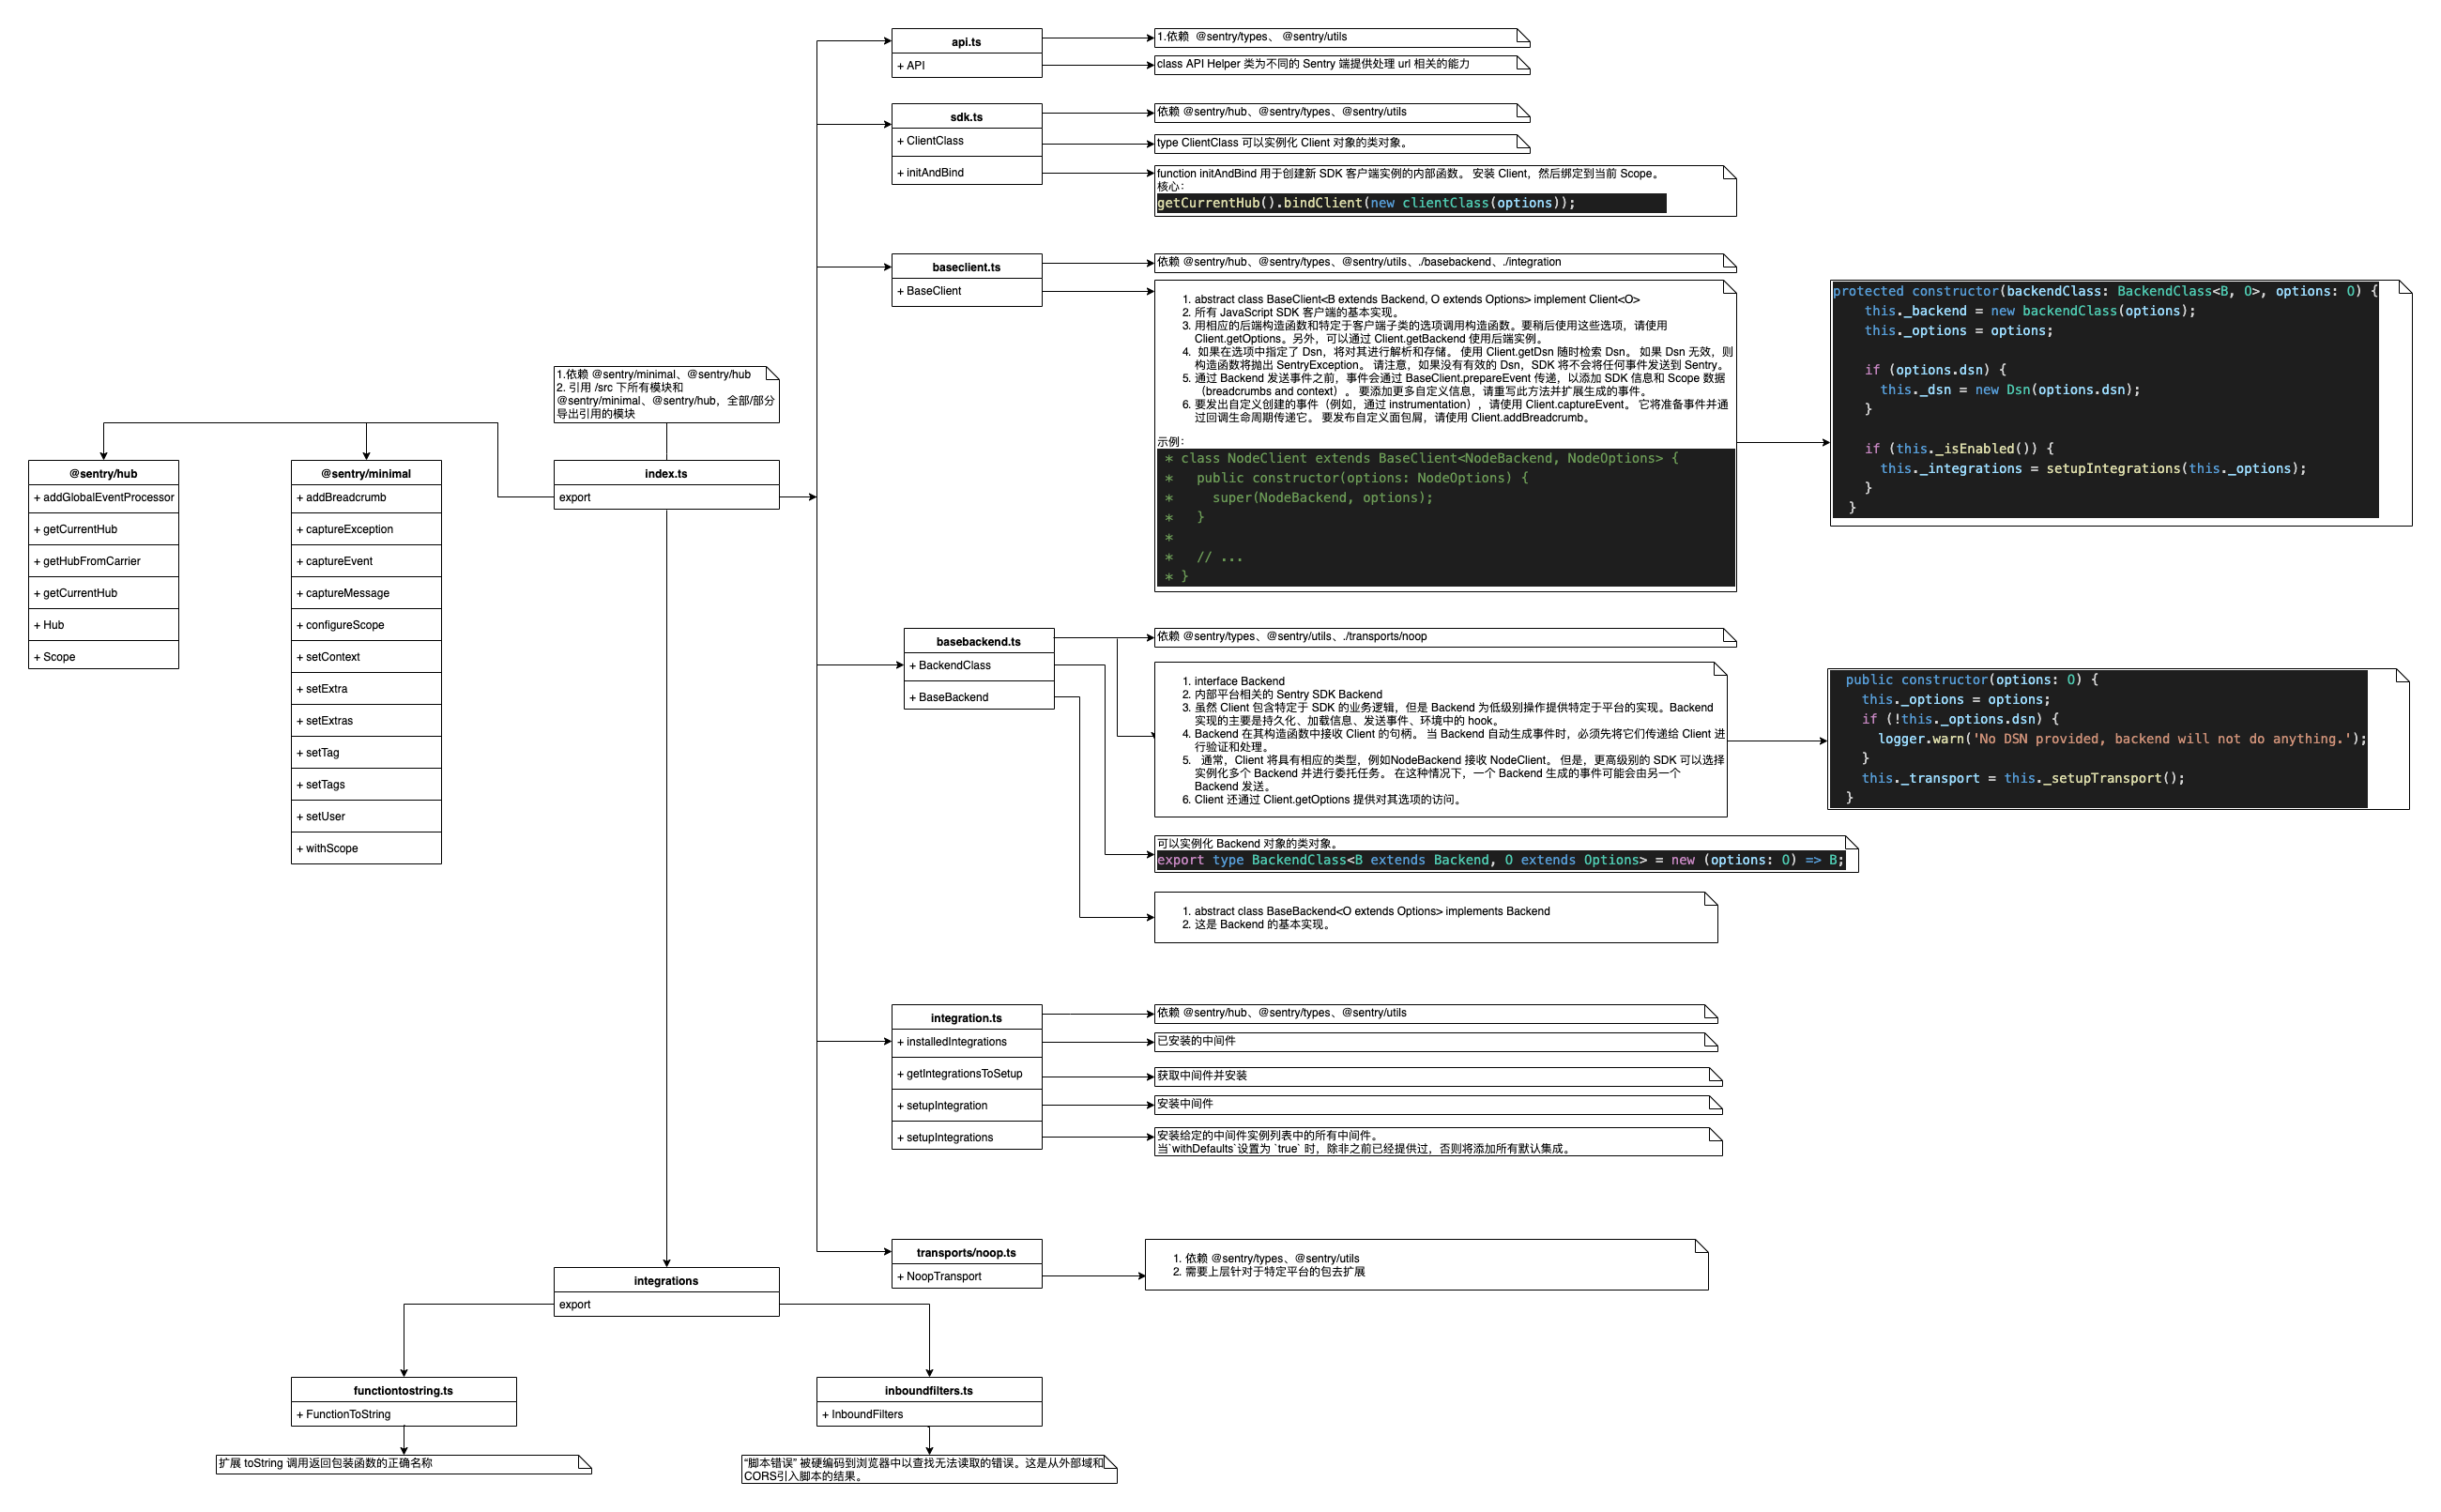 api.ts
+ API
1.依赖 @sentry/types、 @sentry/utils
class API Helper 类为不同的 Sentry 端提供处理 url 相关的能力
sdk.ts
+ ClientClass
+ initAndBind
依赖 @sentry/hub、@sentry/types、@sentry/utils
type ClientClass 可以实例化 Client 对象的类对象。
function initAndBind 用于创建新 SDK 客户端实例的内部函数。 安装 Client，然后绑定到当前 Scope。
核心：
getCurrentHub().bindClient(new clientClass(options));
baseclient.ts
+ BaseClient
依赖 @sentry/hub、@sentry/types、@sentry/utils、./basebackend、./integration
1. abstract class BaseClient<B extends Backend, O extends Options> implement Client<O>
2. 所有 JavaScript SDK 客户端的基本实现。
3. 用相应的后端构造函数和特定于客户端子类的选项调用构造函数。要稍后使用这些选项，请使用
Client.getOptions。另外，可以通过 Client.getBackend 使用后端实例。
4. 如果在选项中指定了 Dsn，将对其进行解析和存储。 使用 Client.getDsn 随时检索 Dsn。 如果 Dsn 无效，则
构造函数将抛出 SentryException。 请注意，如果没有有效的 Dsn，SDK 将不会将任何事件发送到 Sentry。
5. 通过 Backend 发送事件之前，事件会通过 BaseClient.prepareEvent 传递，以添加 SDK 信息和 Scope 数据
（breadcrumbs and context）。 要添加更多自定义信息，请重写此方法并扩展生成的事件。
6. 要发出自定义创建的事件（例如，通过 instrumentation），请使用 Client.captureEvent。 它将准备事件并通
过回调生命周期传递它。 要发布自定义面包屑，请使用 Client.addBreadcrumb。
示例：
* class NodeClient extends BaseClient<NodeBackend, NodeOptions> {
*   public constructor(options: NodeOptions) {
*     super(NodeBackend, options);
*   }
*
*   // ...
* }
protected constructor(backendClass: BackendClass<B, O>, options: O) {
this._backend = new backendClass(options);
this._options = options;
if (options.dsn) {
this._dsn = new Dsn(options.dsn);
}
if (this._isEnabled()) {
this._integrations = setupIntegrations(this._options);
}
}
1.依赖 @sentry/minimal、@sentry/hub
2. 引用 /src 下所有模块和
@sentry/minimal、@sentry/hub，全部/部分
导出引用的模块
@sentry/hub
+ addGlobalEventProcessor
+ getCurrentHub
+ getHubFromCarrier
+ getCurrentHub
+ Hub
+ Scope
@sentry/minimal
+ addBreadcrumb
+ captureException
+ captureEvent
+ captureMessage
+ configureScope
+ setContext
+ setExtra
+ setExtras
+ setTag
+ setTags
+ setUser
+ withScope
index.ts
export
basebackend.ts
+ BackendClass
+ BaseBackend
依赖 @sentry/types、@sentry/utils、./transports/noop
1. interface Backend
2. 内部平台相关的 Sentry SDK Backend
3. 虽然 Client 包含特定于 SDK 的业务逻辑，但是 Backend 为低级别操作提供特定于平台的实现。Backend
实现的主要是持久化、加载信息、发送事件、环境中的 hook。
4. Backend 在其构造函数中接收 Client 的句柄。 当 Backend 自动生成事件时，必须先将它们传递给 Client 进
行验证和处理。
5. 通常，Client 将具有相应的类型，例如NodeBackend 接收 NodeClient。 但是，更高级别的 SDK 可以选择
实例化多个 Backend 并进行委托任务。 在这种情况下，一个 Backend 生成的事件可能会由另一个
Backend 发送。
6. Client 还通过 Client.getOptions 提供对其选项的访问。
public constructor(options: O) {
this._options = options;
if (!this._options.dsn) {
logger.warn('No DSN provided, backend will not do anything.');
}
this._transport = this._setupTransport();
}
可以实例化 Backend 对象的类对象。
export type BackendClass<B extends Backend, O extends Options> = new (options: O) => B;
1. abstract class BaseBackend<O extends Options> implements Backend
2. 这是 Backend 的基本实现。
integration.ts
+ installedIntegrations
+ getIntegrationsToSetup
+ setupIntegration
+ setupIntegrations
依赖 @sentry/hub、@sentry/types、@sentry/utils
已安装的中间件
获取中间件并安装
安装中间件
安装给定的中间件实例列表中的所有中间件。
当`withDefaults`设置为 `true` 时，除非之前已经提供过，否则将添加所有默认集成。
transports/noop.ts
+ NoopTransport
1. 依赖 @sentry/types、@sentry/utils
2. 需要上层针对于特定平台的包去扩展
integrations
export
functiontostring.ts
+ FunctionToString
扩展 toString 调用返回包装函数的正确名称
inboundfilters.ts
+ InboundFilters
“脚本错误” 被硬编码到浏览器中以查找无法读取的错误。这是从外部域和
CORS引入脚本的结果。